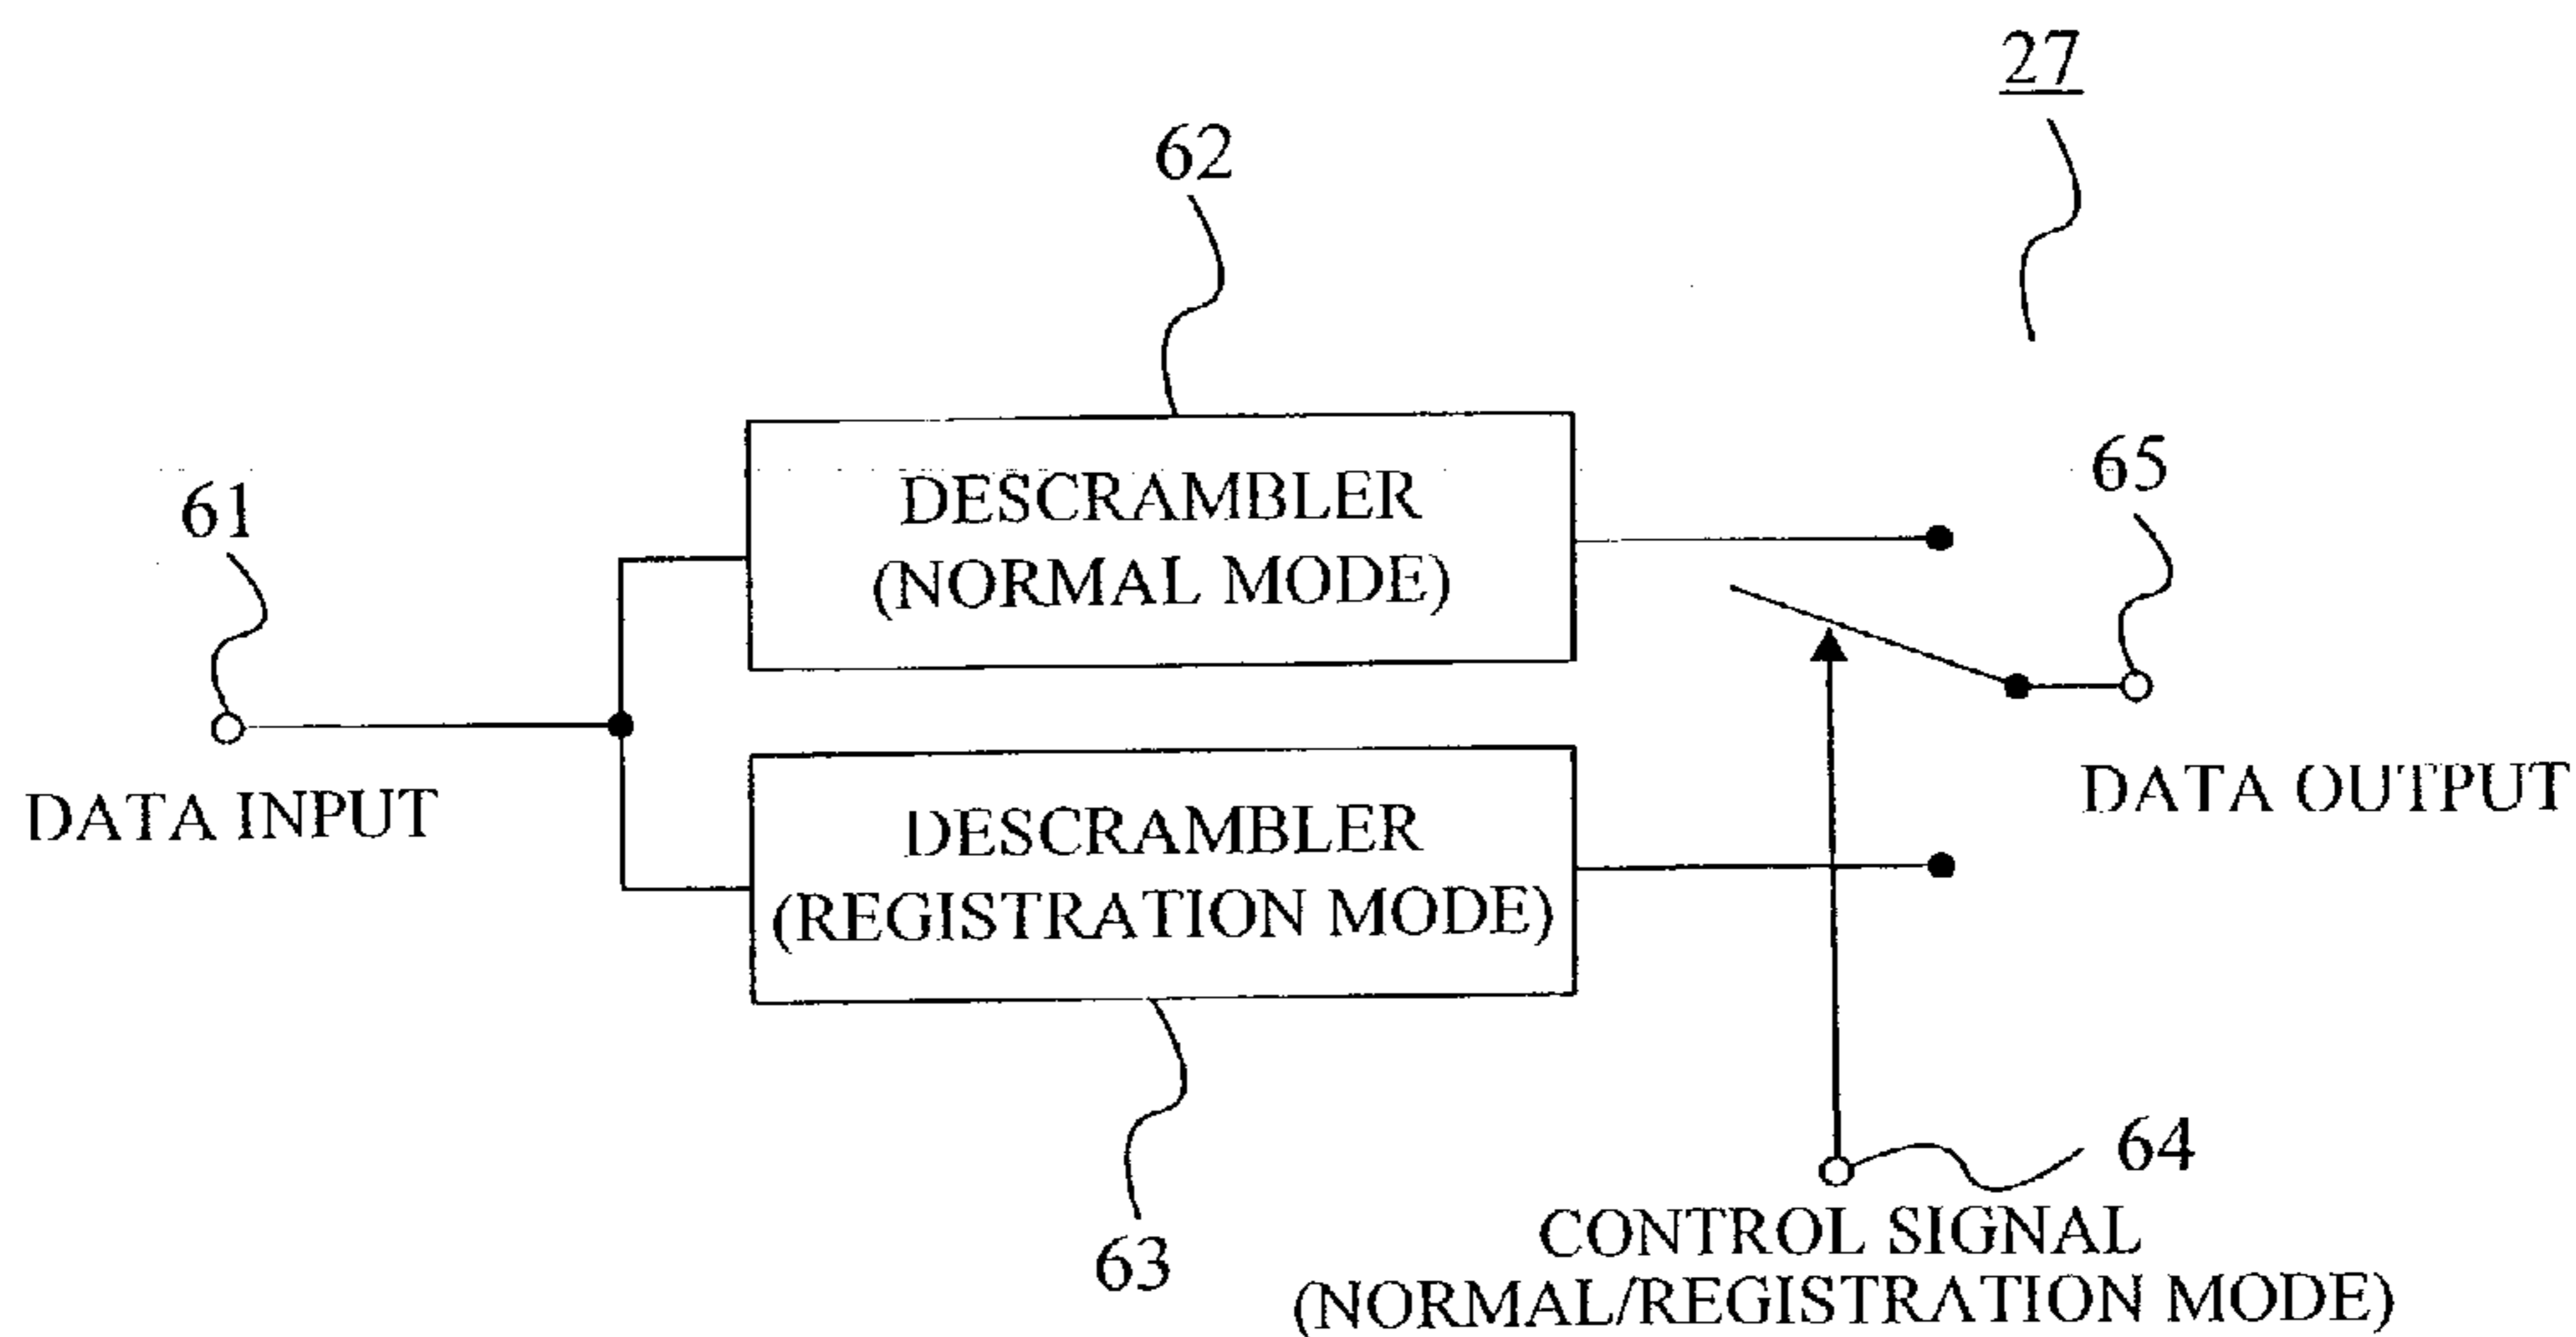 27
62
61
65
DESCRAMBLER
(NORMAL MODE)
DATA INPUT
DATA OUTPUT
DESCRAMBLER
(REGISTRATION MODE)
63
64
CONTROL SIGNAL
(NORMAL/REGISTRATION MODE)